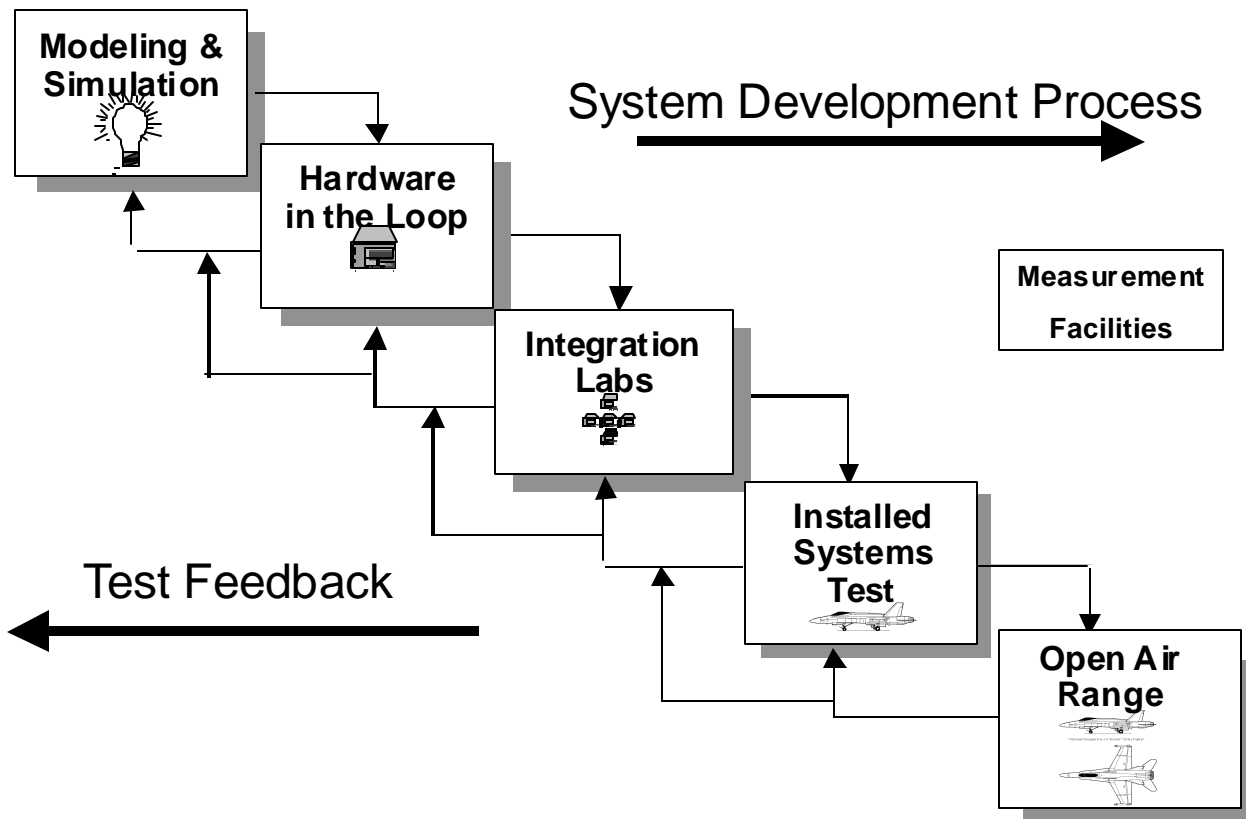 Modeling &
Simulation
System Development Process
Hardware
in the Loop
Measurement
Facilities
Integration
Labs
Installed
Systems
Test
Test Feedback
Open Air
Range